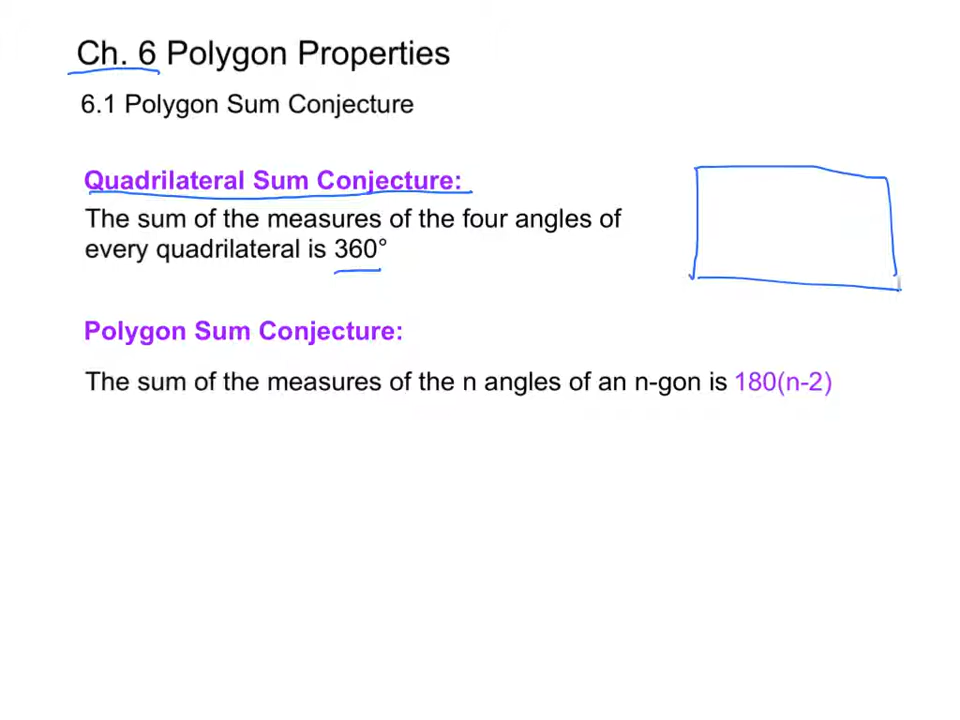 Ch. 6 Polygon Properties
6.1 Polygon Sum Conjecture
Quadrilateral Sum Conjecture:
The sum of the measures of the four angles of
every quadrilateral is 360°
Polygon Sum Conjecture:
The sum of the measures of the n angles of an n-gon is 180(n-2)